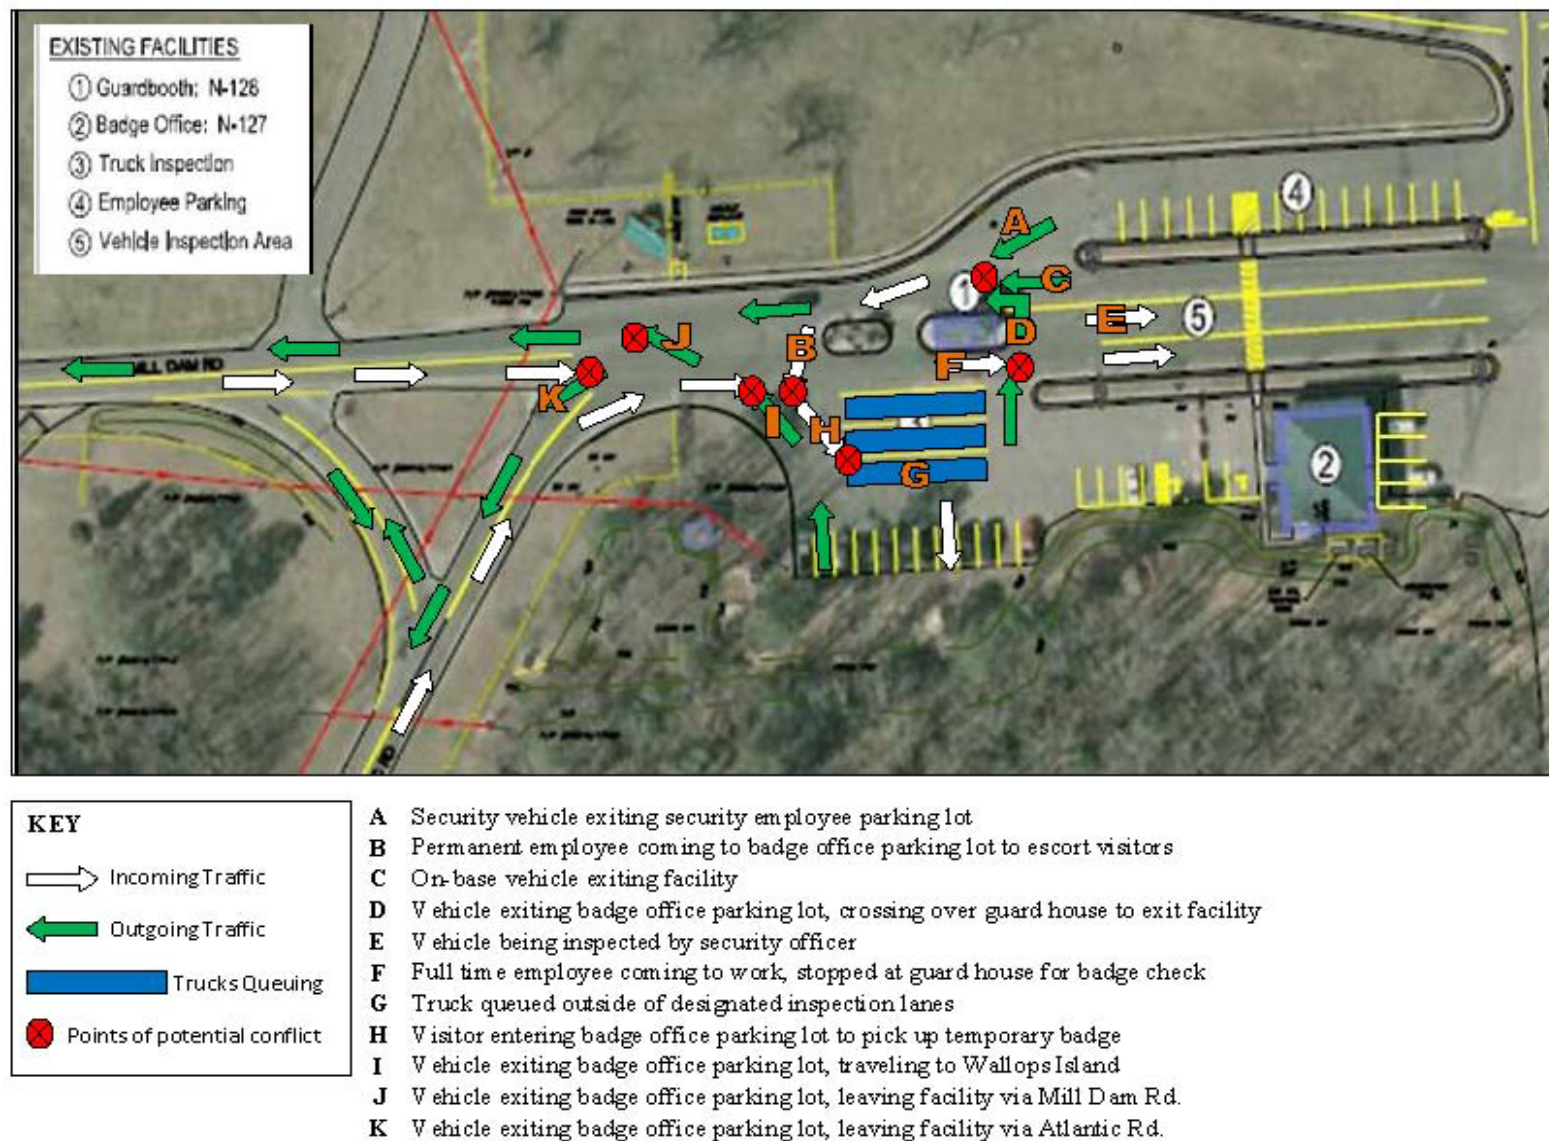 EXISTING FACILITIES
① Guardbooth: N-128
② Badge Office: N-127
③ Truck Inspection
④ Employee Parking
⑤ Vehicle Inspection Area
4
A
1
C
D
E
5
B
F
J
MILL DAM RD
K
I
H
G
2
RD
KEY
Incoming Traffic
Outgoing Traffic
Trucks Queuing
Points of potential conflict
A Security vehicle exiting security employee parking lot
B Permanent employee coming to badge office parking lot to escort visitors
C On-base vehicle exiting facility
D Vehicle exiting badge office parking lot, crossing over guard house to exit facility
E Vehicle being inspected by security officer
F Full time employee coming to work, stopped at guard house for badge check
G Truck queued outside of designated inspection lanes
H Visitor entering badge office parking lot to pick up temporary badge
I Vehicle exiting badge office parking lot, traveling to Wallops Island
J Vehicle exiting badge office parking lot, leaving facility via Mill Dam Rd.
K Vehicle exiting badge office parking lot, leaving facility via Atlantic Rd.